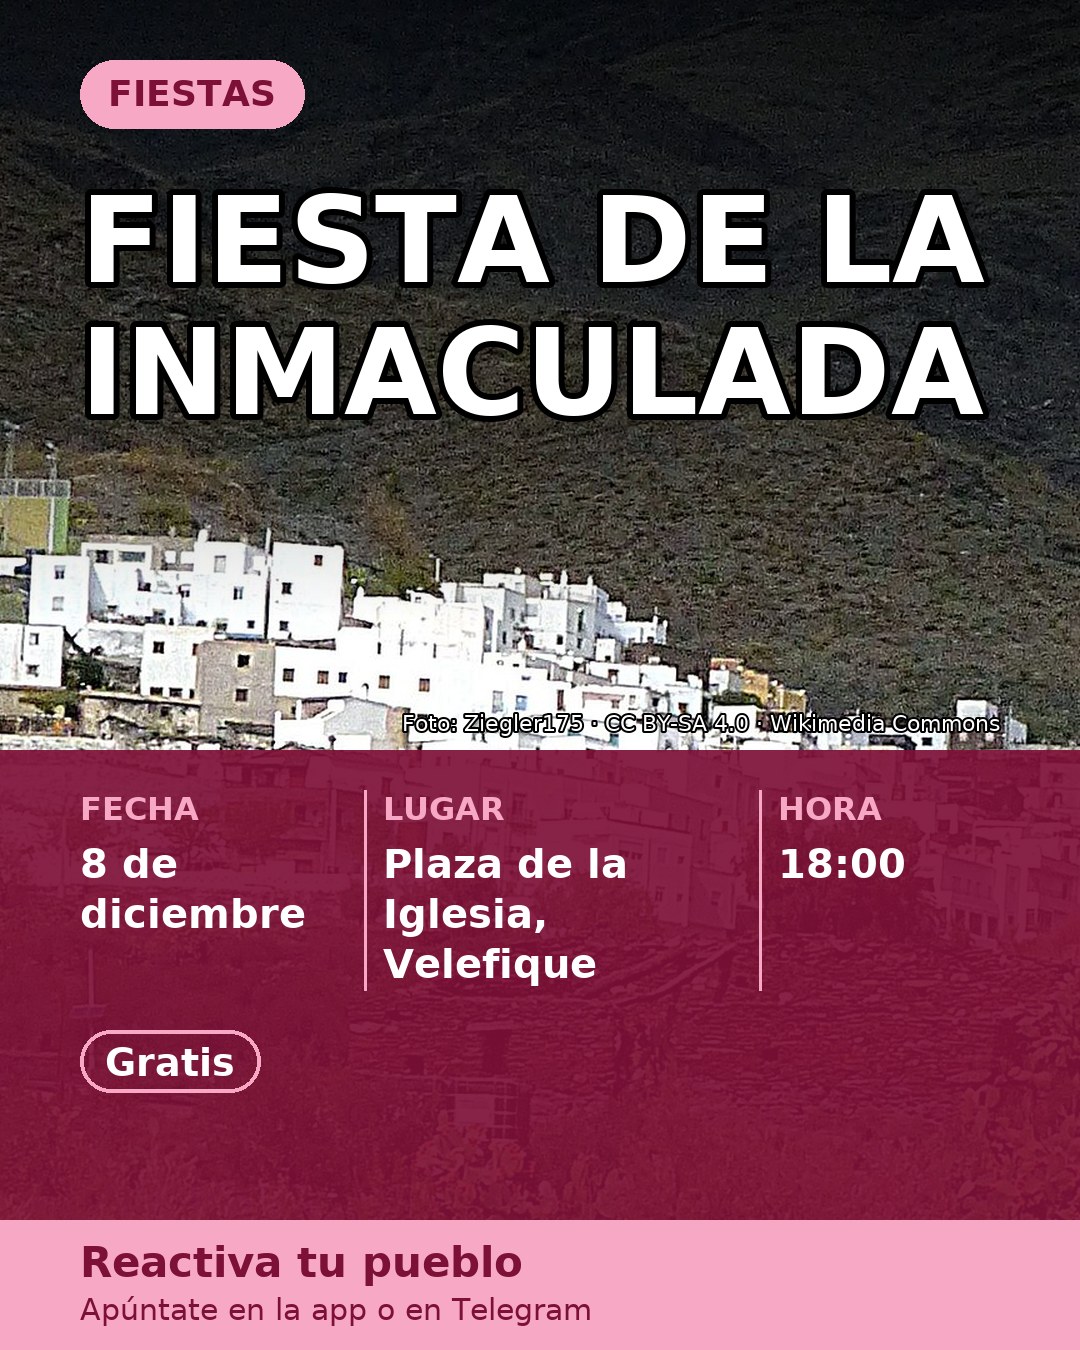 FIESTAS
FIESTA DE LA
INMACULADA
Foto: Ziegler175 · CC BY-SA 4.0 · Wikimedia Commons
FECHA
8 de
diciembre
LUGAR
Plaza de la
Iglesia,
Velefique
HORA
18:00
Gratis
Reactiva tu pueblo
Apúntate en la app o en Telegram